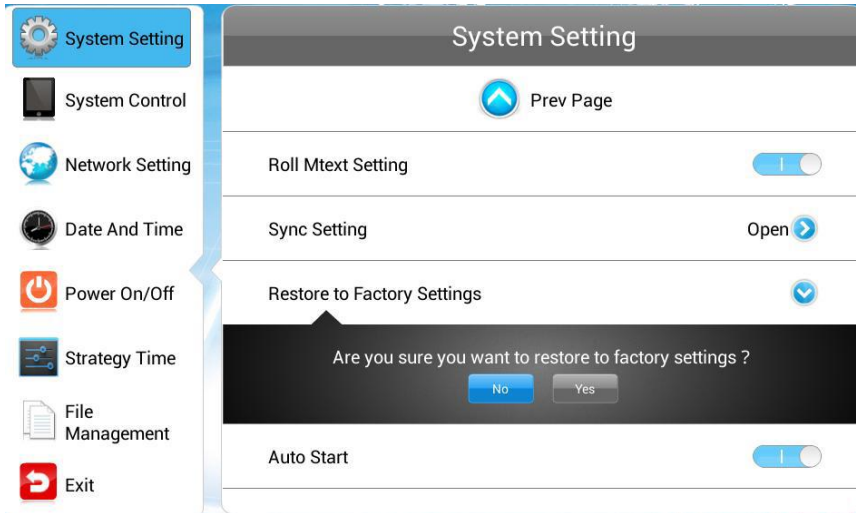 System Setting
System Control
Network Setting
Date And Time
Power On/Off
Strategy Time
File
Management
Exit
System Setting
Prev Page
Roll Mtext Setting
Sync Setting
Open
Restore to Factory Settings
Are you sure you want to restore to factory settings ?
No
Yes
Auto Start